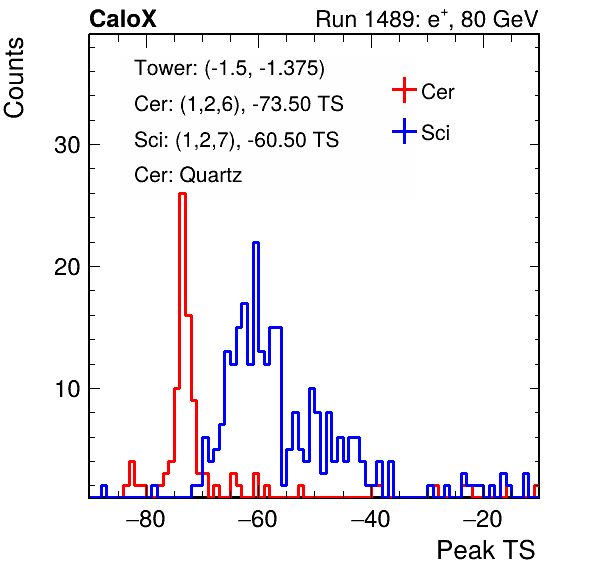 CaloX Run 1489: e⁺, 80 GeV
Counts
Tower: (-1.5, -1.375)
Cer: (1,2,6), -73.50 TS
Sci: (1,2,7), -60.50 TS
Cer: Quartz
Cer
Sci
30
20
10
−80 −60 −40 −20
Peak TS